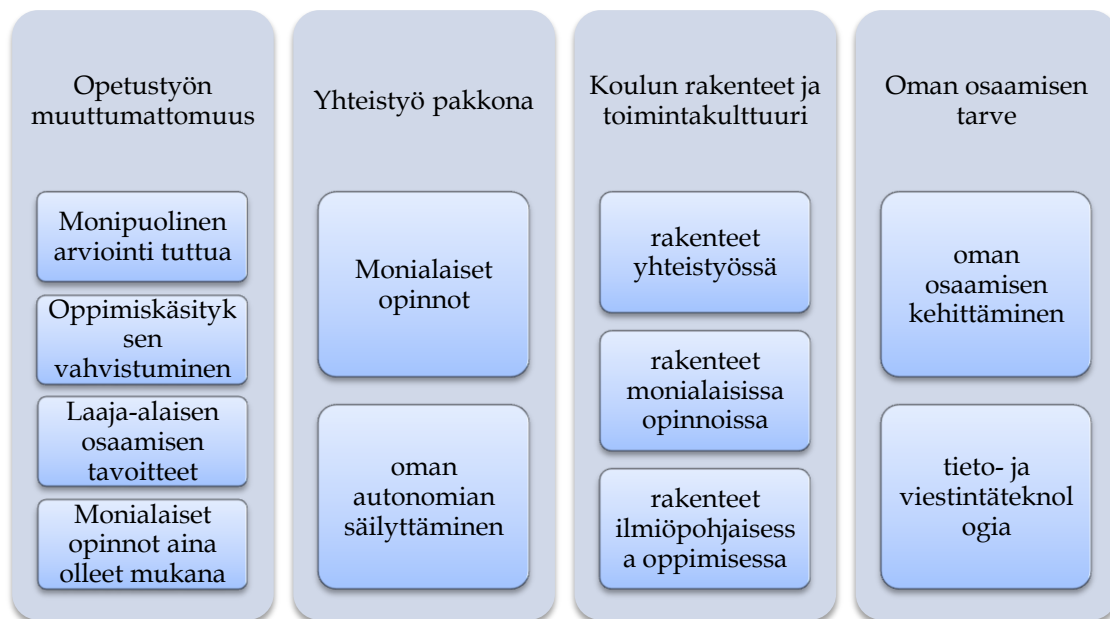 Opetustyön
muuttumattomuus
Monipuolinen
arviointi tuttua
Oppimiskäsityk
sen
vahvistuminen
Laaja-alaisen
osaamisen
tavoitteet
Monialaiset
opinnot aina
olleet mukana
Yhteistyö pakkona
Monialaiset
opinnot
oman
autonomian
säilyttäminen
Koulun rakenteet ja
toimintakulttuuri
rakenteet
yhteistyössä
rakenteet
monialaisissa
opinnoissa
rakenteet
ilmiöpohjaisess
a oppimisessa
Oman osaamisen
tarve
oman
osaamisen
kehittäminen
tieto- ja
viestintäteknol
ogia